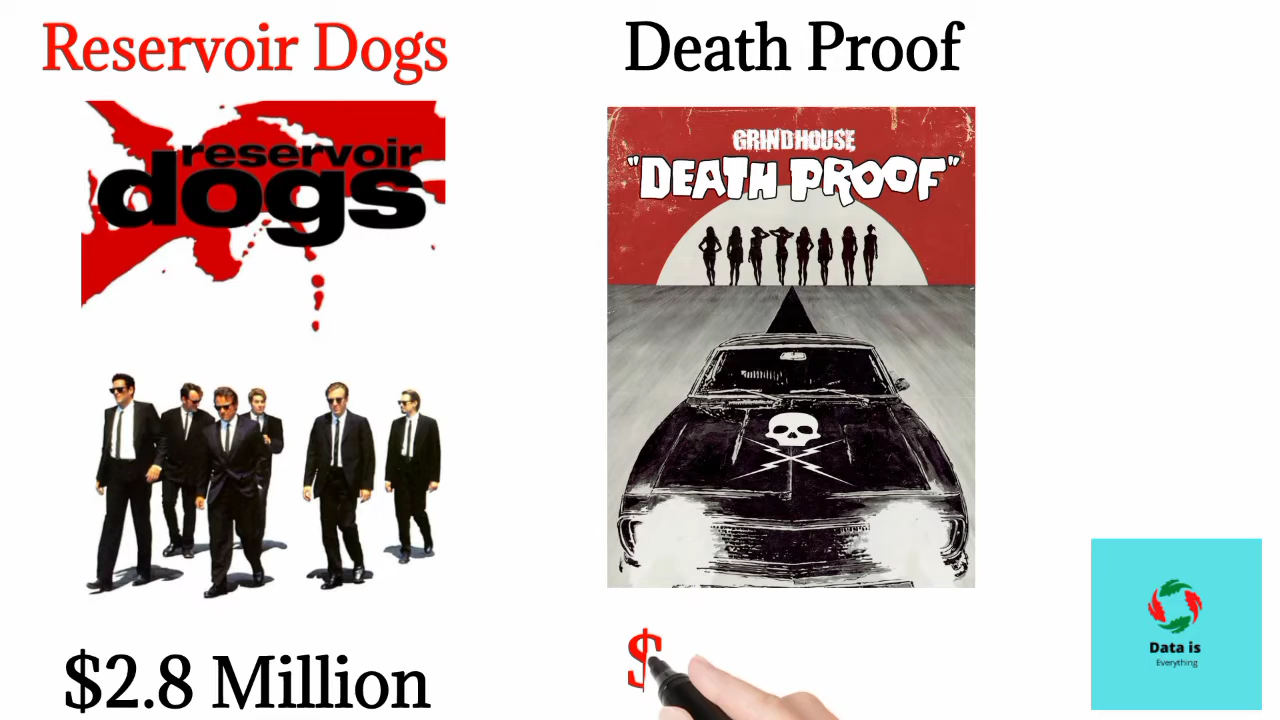 Reservoir Dogs
reservoir
dogs
$2.8 Million
Death Proof
GRINDHOUSE
"DEATH PROOF"
$
Data is
Everything